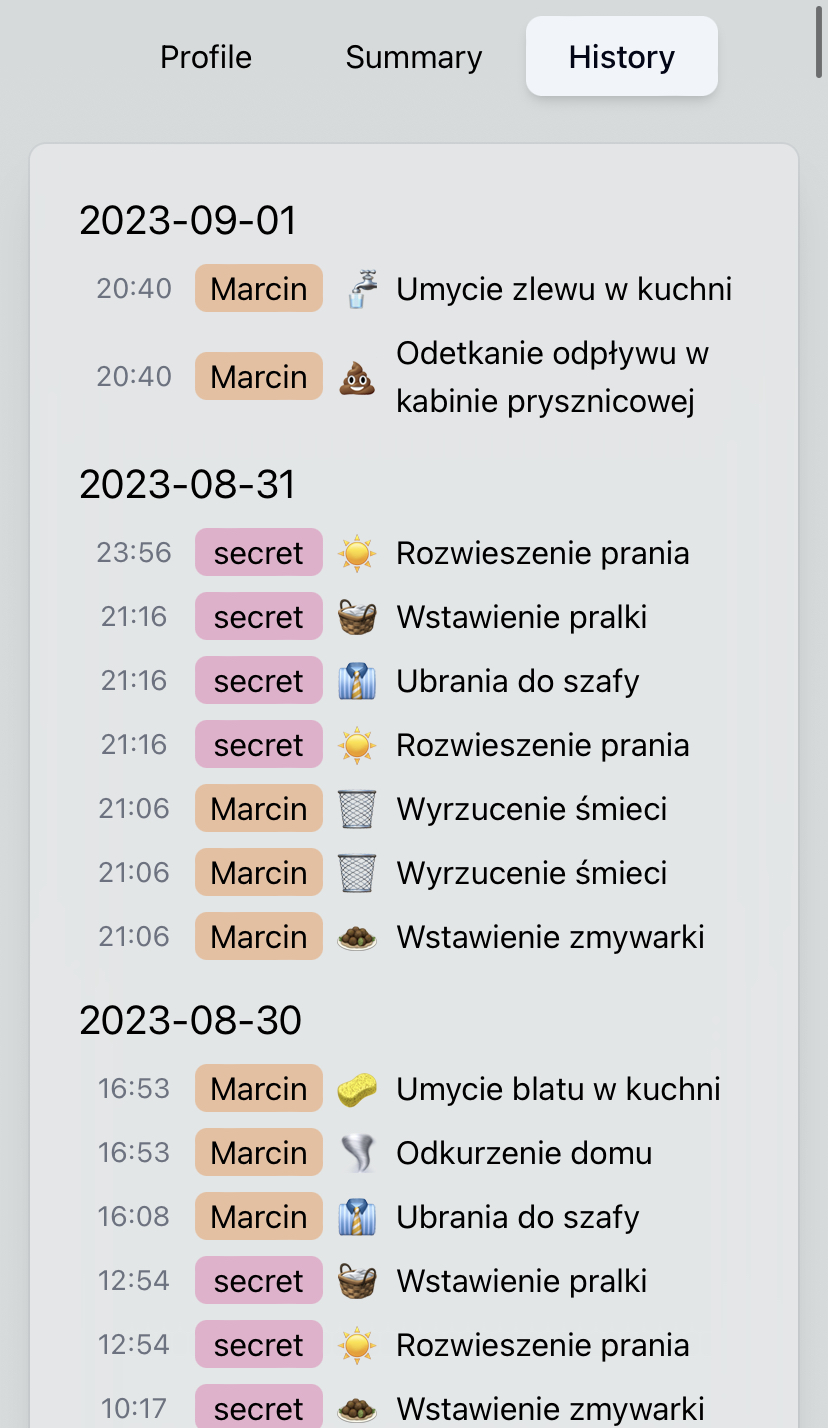 Profile Summary History
2023-09-01
20:40 Marcin Umycie zlewu w kuchni
20:40 Marcin Odetkanie odpływu w
kabinie prysznicowej
2023-08-31
23:56 secret Rozwieszenie prania
21:16 secret Wstawienie pralki
21:16 secret Ubrania do szafy
21:16 secret Rozwieszenie prania
21:06 Marcin Wyrzucenie śmieci
21:06 Marcin Wyrzucenie śmieci
21:06 Marcin Wstawienie zmywarki
2023-08-30
16:53 Marcin Umycie blatu w kuchni
16:53 Marcin Odkurzenie domu
16:08 Marcin Ubrania do szafy
12:54 secret Wstawienie pralki
12:54 secret Rozwieszenie prania
10:17 secret Wstawienie zmywarki